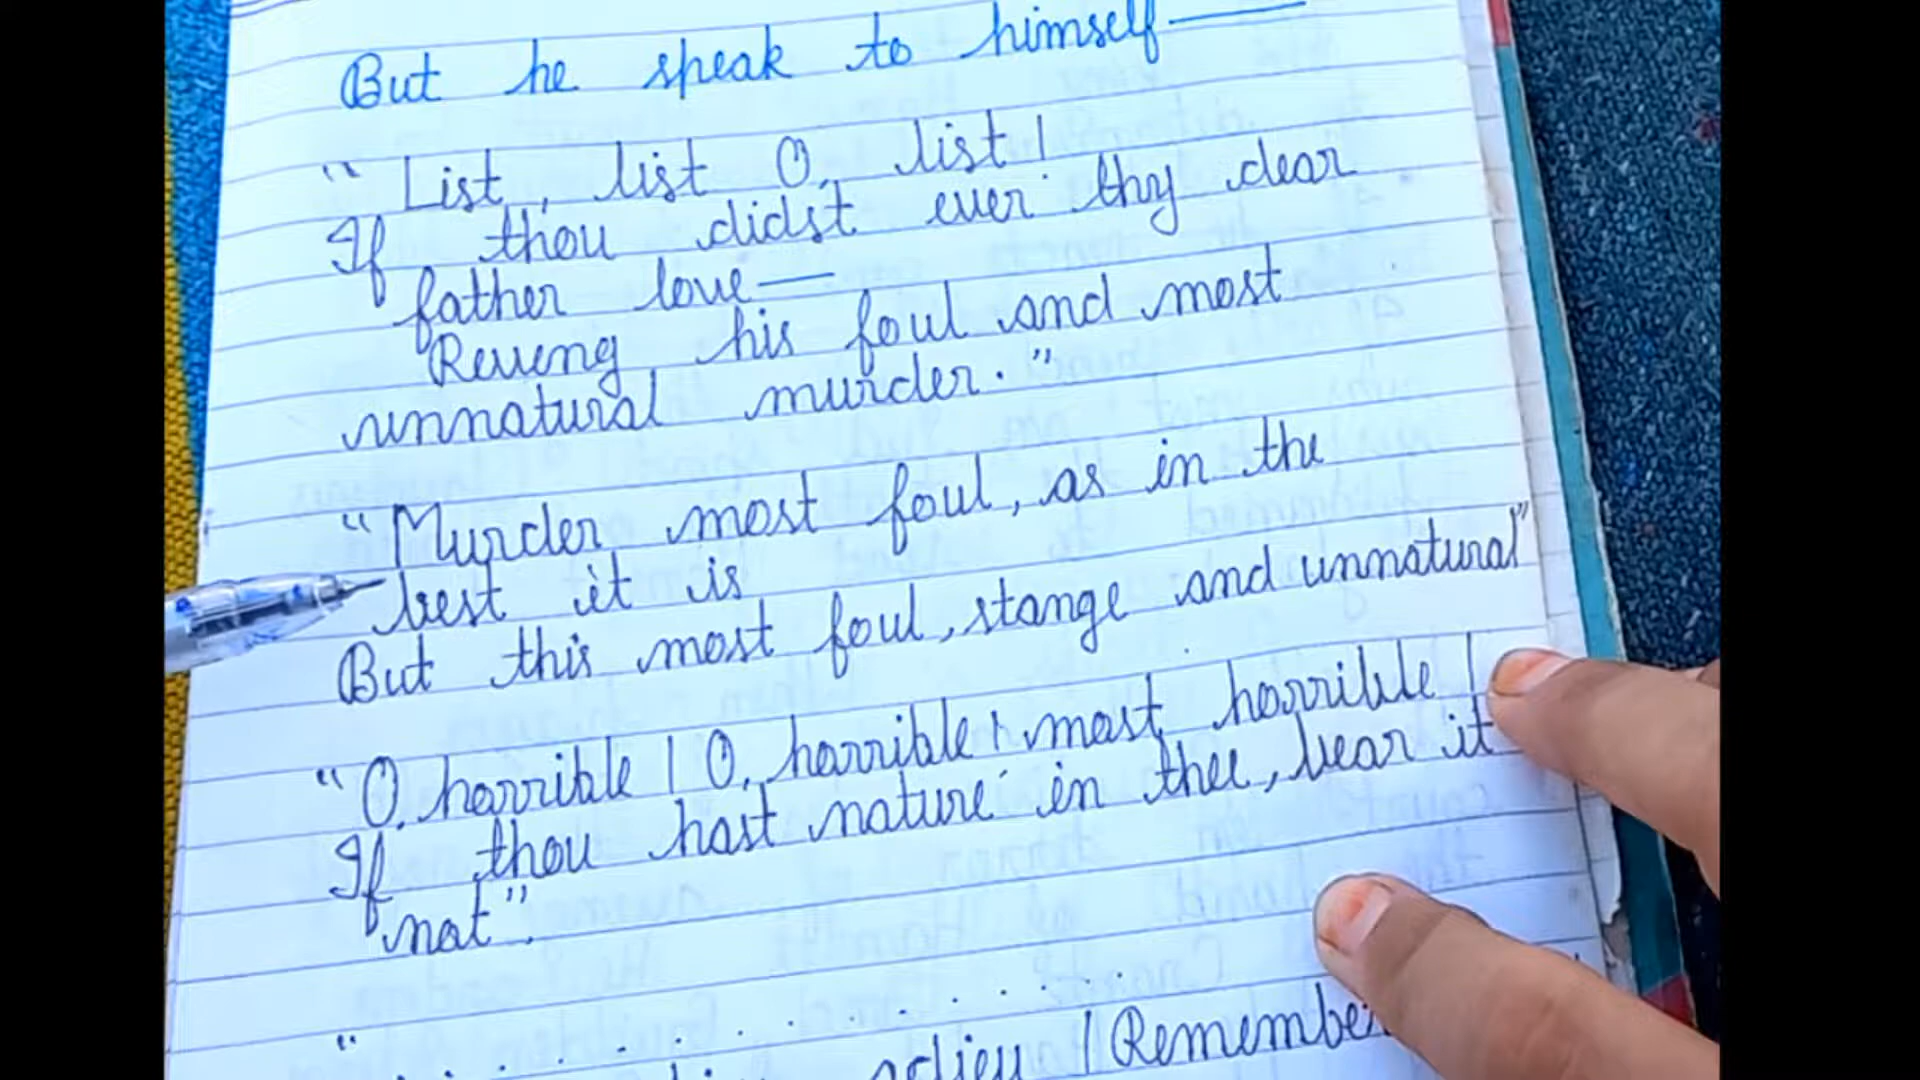 But he speak to himself—
“List, list O, list!
If thou didst ever thy dear
father love—
Reveng his foul and most
unnatural murder.”
“Murder most foul, as in the
best it is
But this most foul, stange and unnatural”
“O, horrible! O, horrible! most horrible!
If thou hast nature in thee, bear it
not”.
“ . . . . . . . .
adieu! Remember